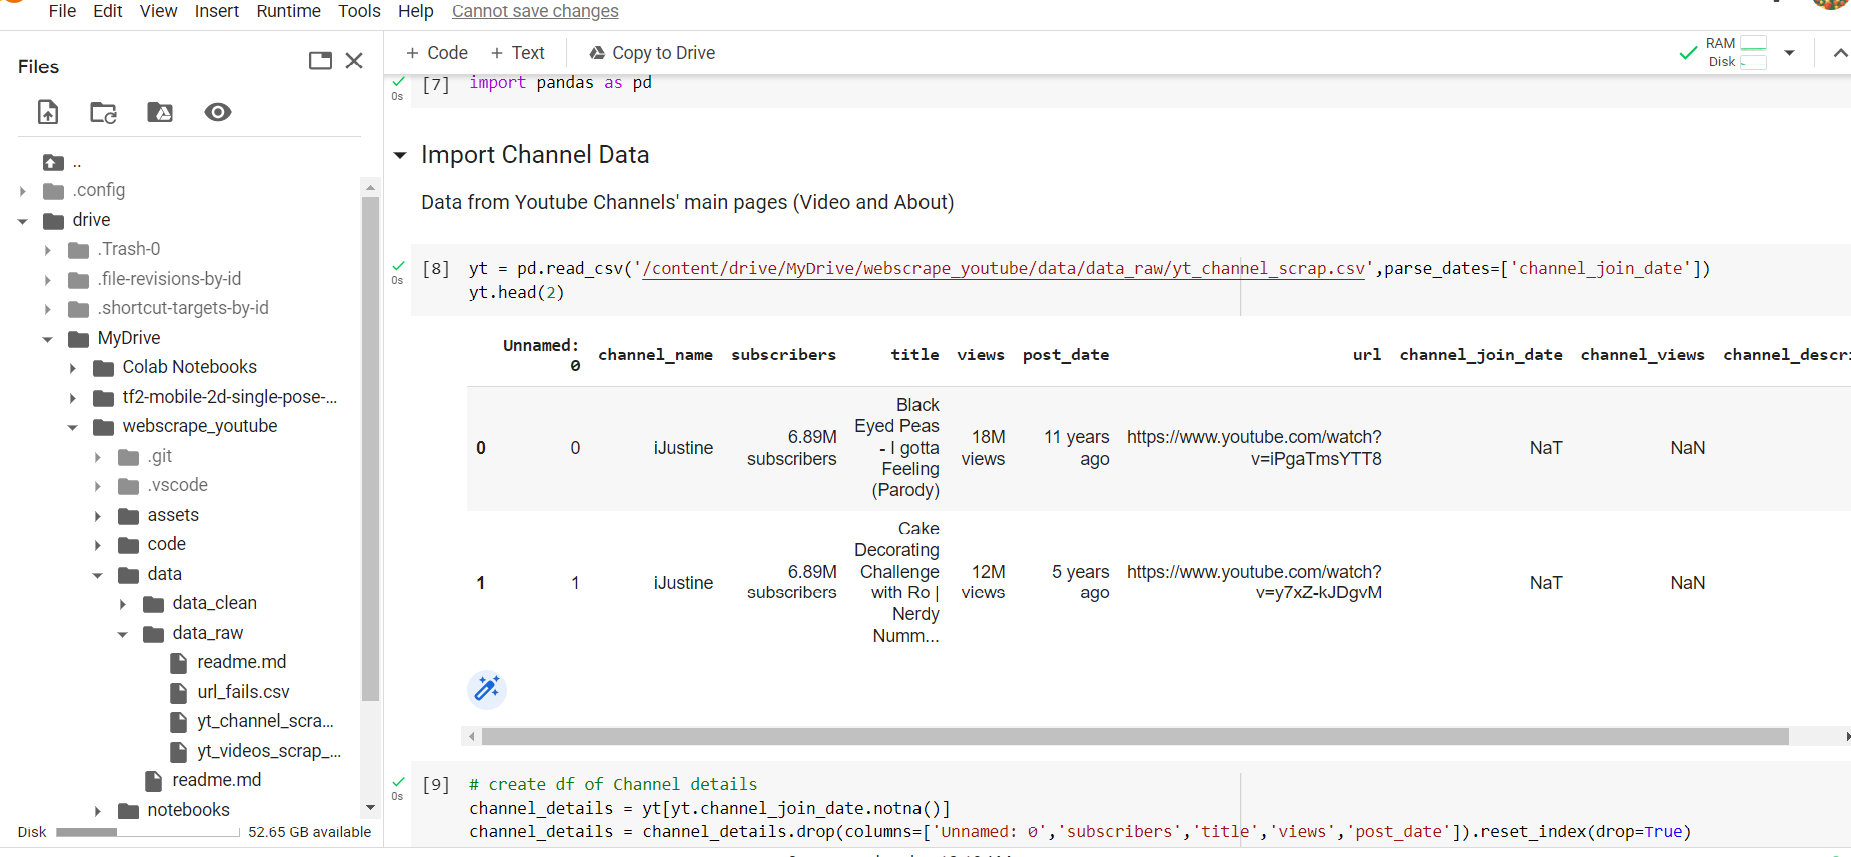 File Edit View Insert Runtime Tools Help Cannot save changes
Files
+ Code + Text Copy to Drive
RAM
Disk
..
.config
drive
.Trash-0
.file-revisions-by-id
.shortcut-targets-by-id
MyDrive
Colab Notebooks
tf2-mobile-2d-single-pose-...
webscrape_youtube
.git
.vscode
assets
code
data
data_clean
data_raw
readme.md
url_fails.csv
yt_channel_scra...
yt_videos_scrap_...
readme.md
notebooks
Disk 52.65 GB available
0s [7] import pandas as pd
Import Channel Data
Data from Youtube Channels' main pages (Video and About)
0s [8] yt = pd.read_csv('/content/drive/MyDrive/webscrape_youtube/data/data_raw/yt_channel_scrap.csv',parse_dates=['channel_join_date'])
yt.head(2)
Unnamed: 0 channel_name subscribers title views post_date url channel_join_date channel_views channel_descri
0 0 iJustine 6.89M subscribers Black Eyed Peas - I gotta Feeling (Parody) 18M views 11 years ago https://www.youtube.com/watch?v=iPgaTmsYTT8 NaT NaN
1 1 iJustine 6.89M subscribers Cake Decorating Challenge with Ro | Nerdy Numm... 12M views 5 years ago https://www.youtube.com/watch?v=y7xZ-kJDgvM NaT NaN
0s [9] # create df of Channel details
channel_details = yt[yt.channel_join_date.notna()]
channel_details = channel_details.drop(columns=['Unnamed: 0','subscribers','title','views','post_date']).reset_index(drop=True)